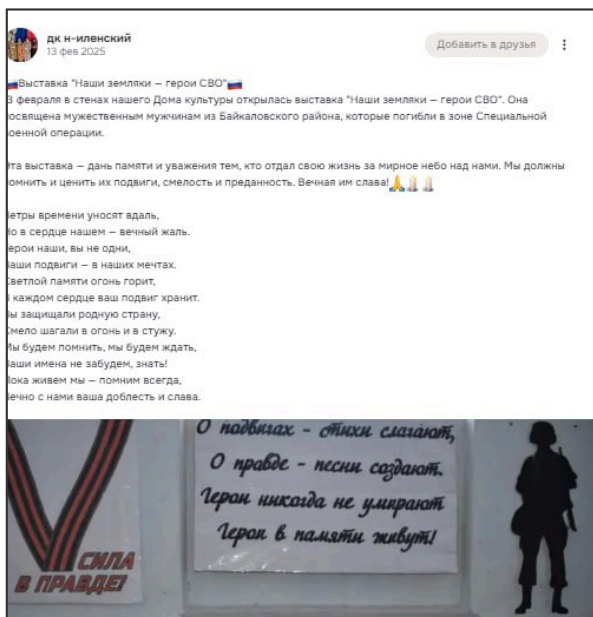 дк н-иленский
13 фев 2025
Добавить в друзья
Выставка "Наши земляки — герои СВО"
3 февраля в стенах нашего Дома культуры открылась выставка "Наши земляки — герои СВО". Она
освящена мужественным мужчинам из Байкаловского района, которые погибли в зоне Специальной
оенной операции.
та выставка — дань памяти и уважения тем, кто отдал свою жизнь за мирное небо над нами. Мы должны
омнить и ценить их подвиги, смелость и преданность. Вечная им слава!🙏🕯🕯
етры времени уносят вдаль,
о в сердце нашем — вечный жаль.
ерои наши, вы не одни,
аши подвиги — в наших мечтах.
ветлой памяти огонь горит,
каждом сердце ваш подвиг хранит.
ы защищали родную страну,
мело шагали в огонь и в стужу.
ы будем помнить, мы будем ждать,
аши имена не забудем, знать!
ока живем мы — помним всегда,
ечно с нами ваша доблесть и слава.
О подвигах - стихи слагают,
О правде - песни создают.
Герои никогда не умирают
Герои в памяти живут!
СИЛА
В ПРАВДЕ!